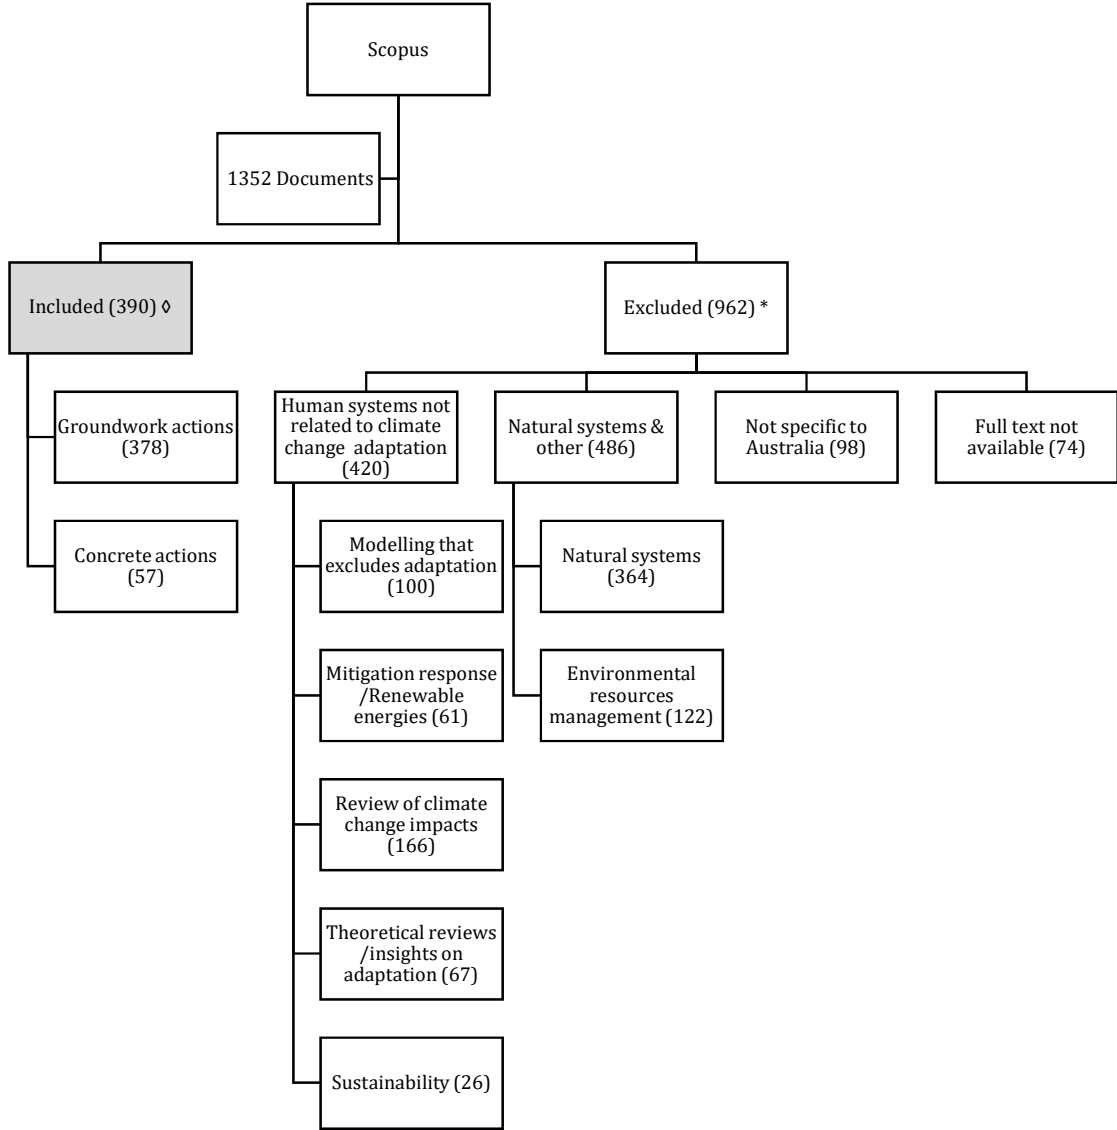 Scopus
1352 Documents
Included (390) ◊
Excluded (962) *
Groundwork actions
(378)
Concrete actions
(57)
Human systems not
related to climate
change  adaptation
(420)
Natural systems &
other (486)
Not specific to
Australia (98)
Full text not
available (74)
Modelling that
excludes adaptation
(100)
Mitigation response
/Renewable
energies (61)
Review of climate
change impacts
(166)
Theoretical reviews
/insights on
adaptation (67)
Sustainability (26)
Natural systems
(364)
Environmental
resources
management (122)